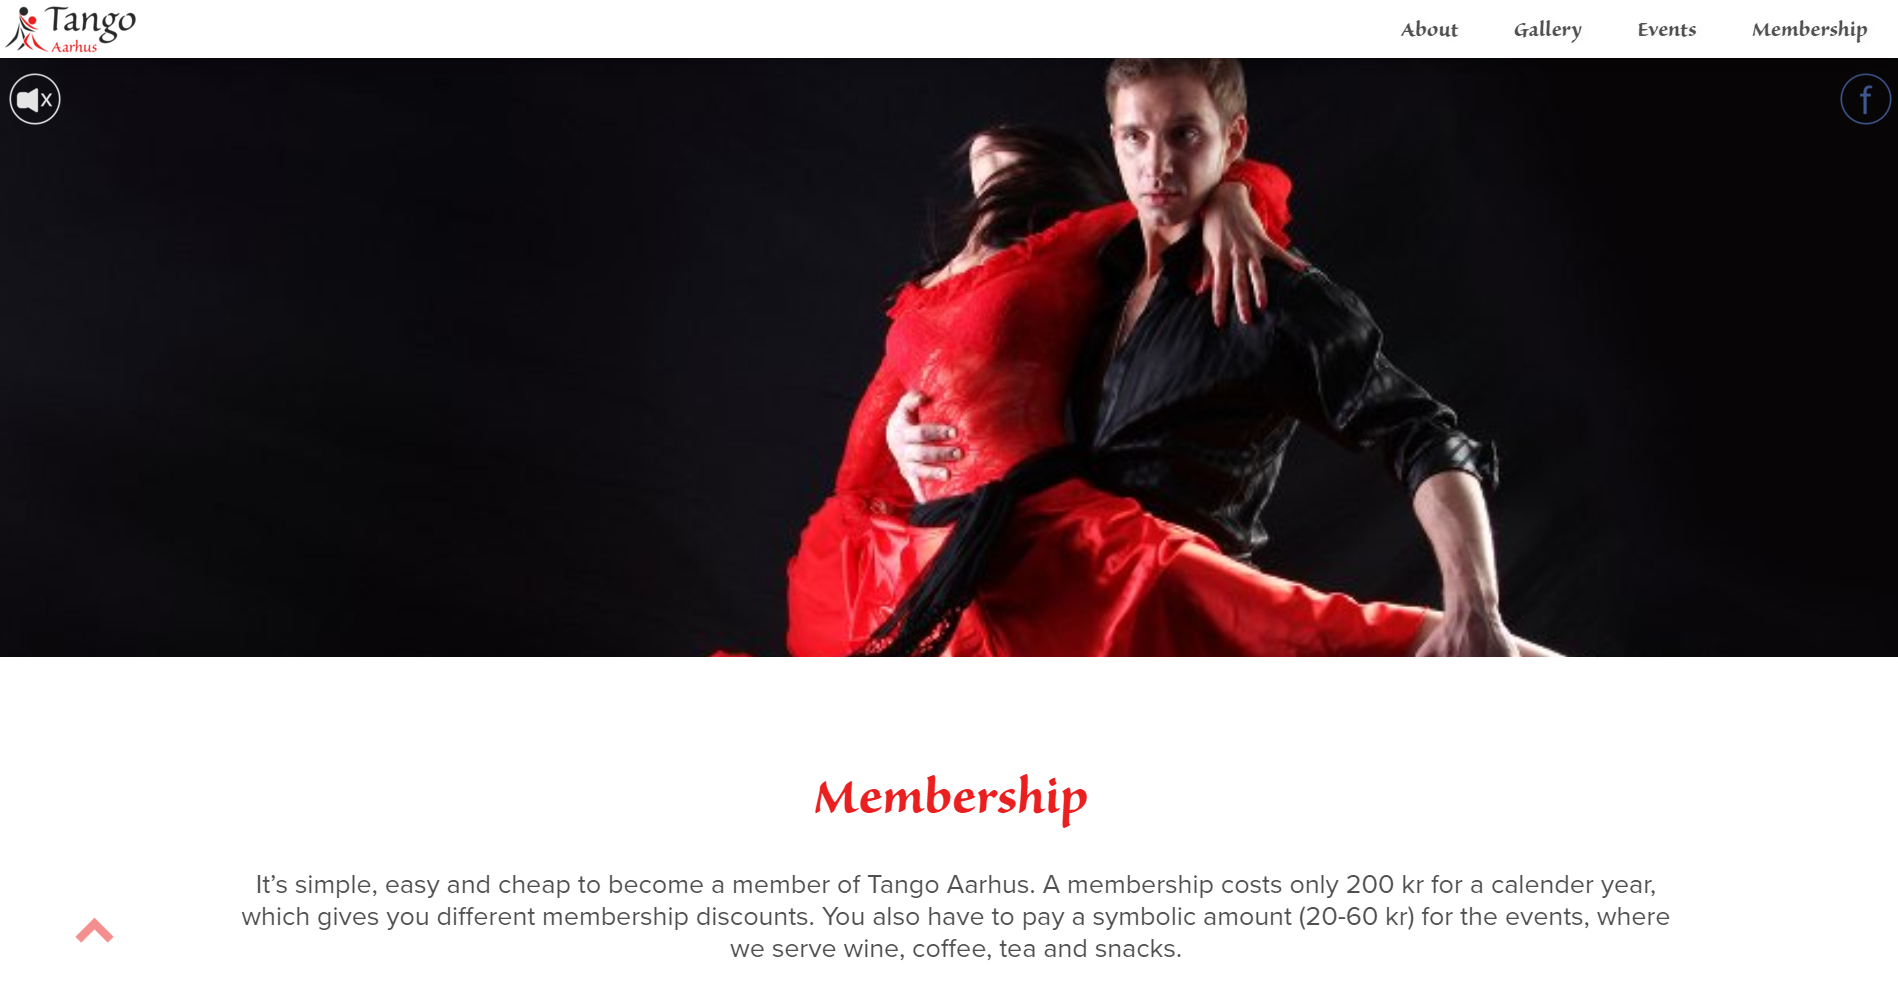 Tango
Aarhus
About Gallery Events Membership
x
f
Membership
It's simple, easy and cheap to become a member of Tango Aarhus. A membership costs only 200 kr for a calender year,
which gives you different membership discounts. You also have to pay a symbolic amount (20-60 kr) for the events, where
we serve wine, coffee, tea and snacks.